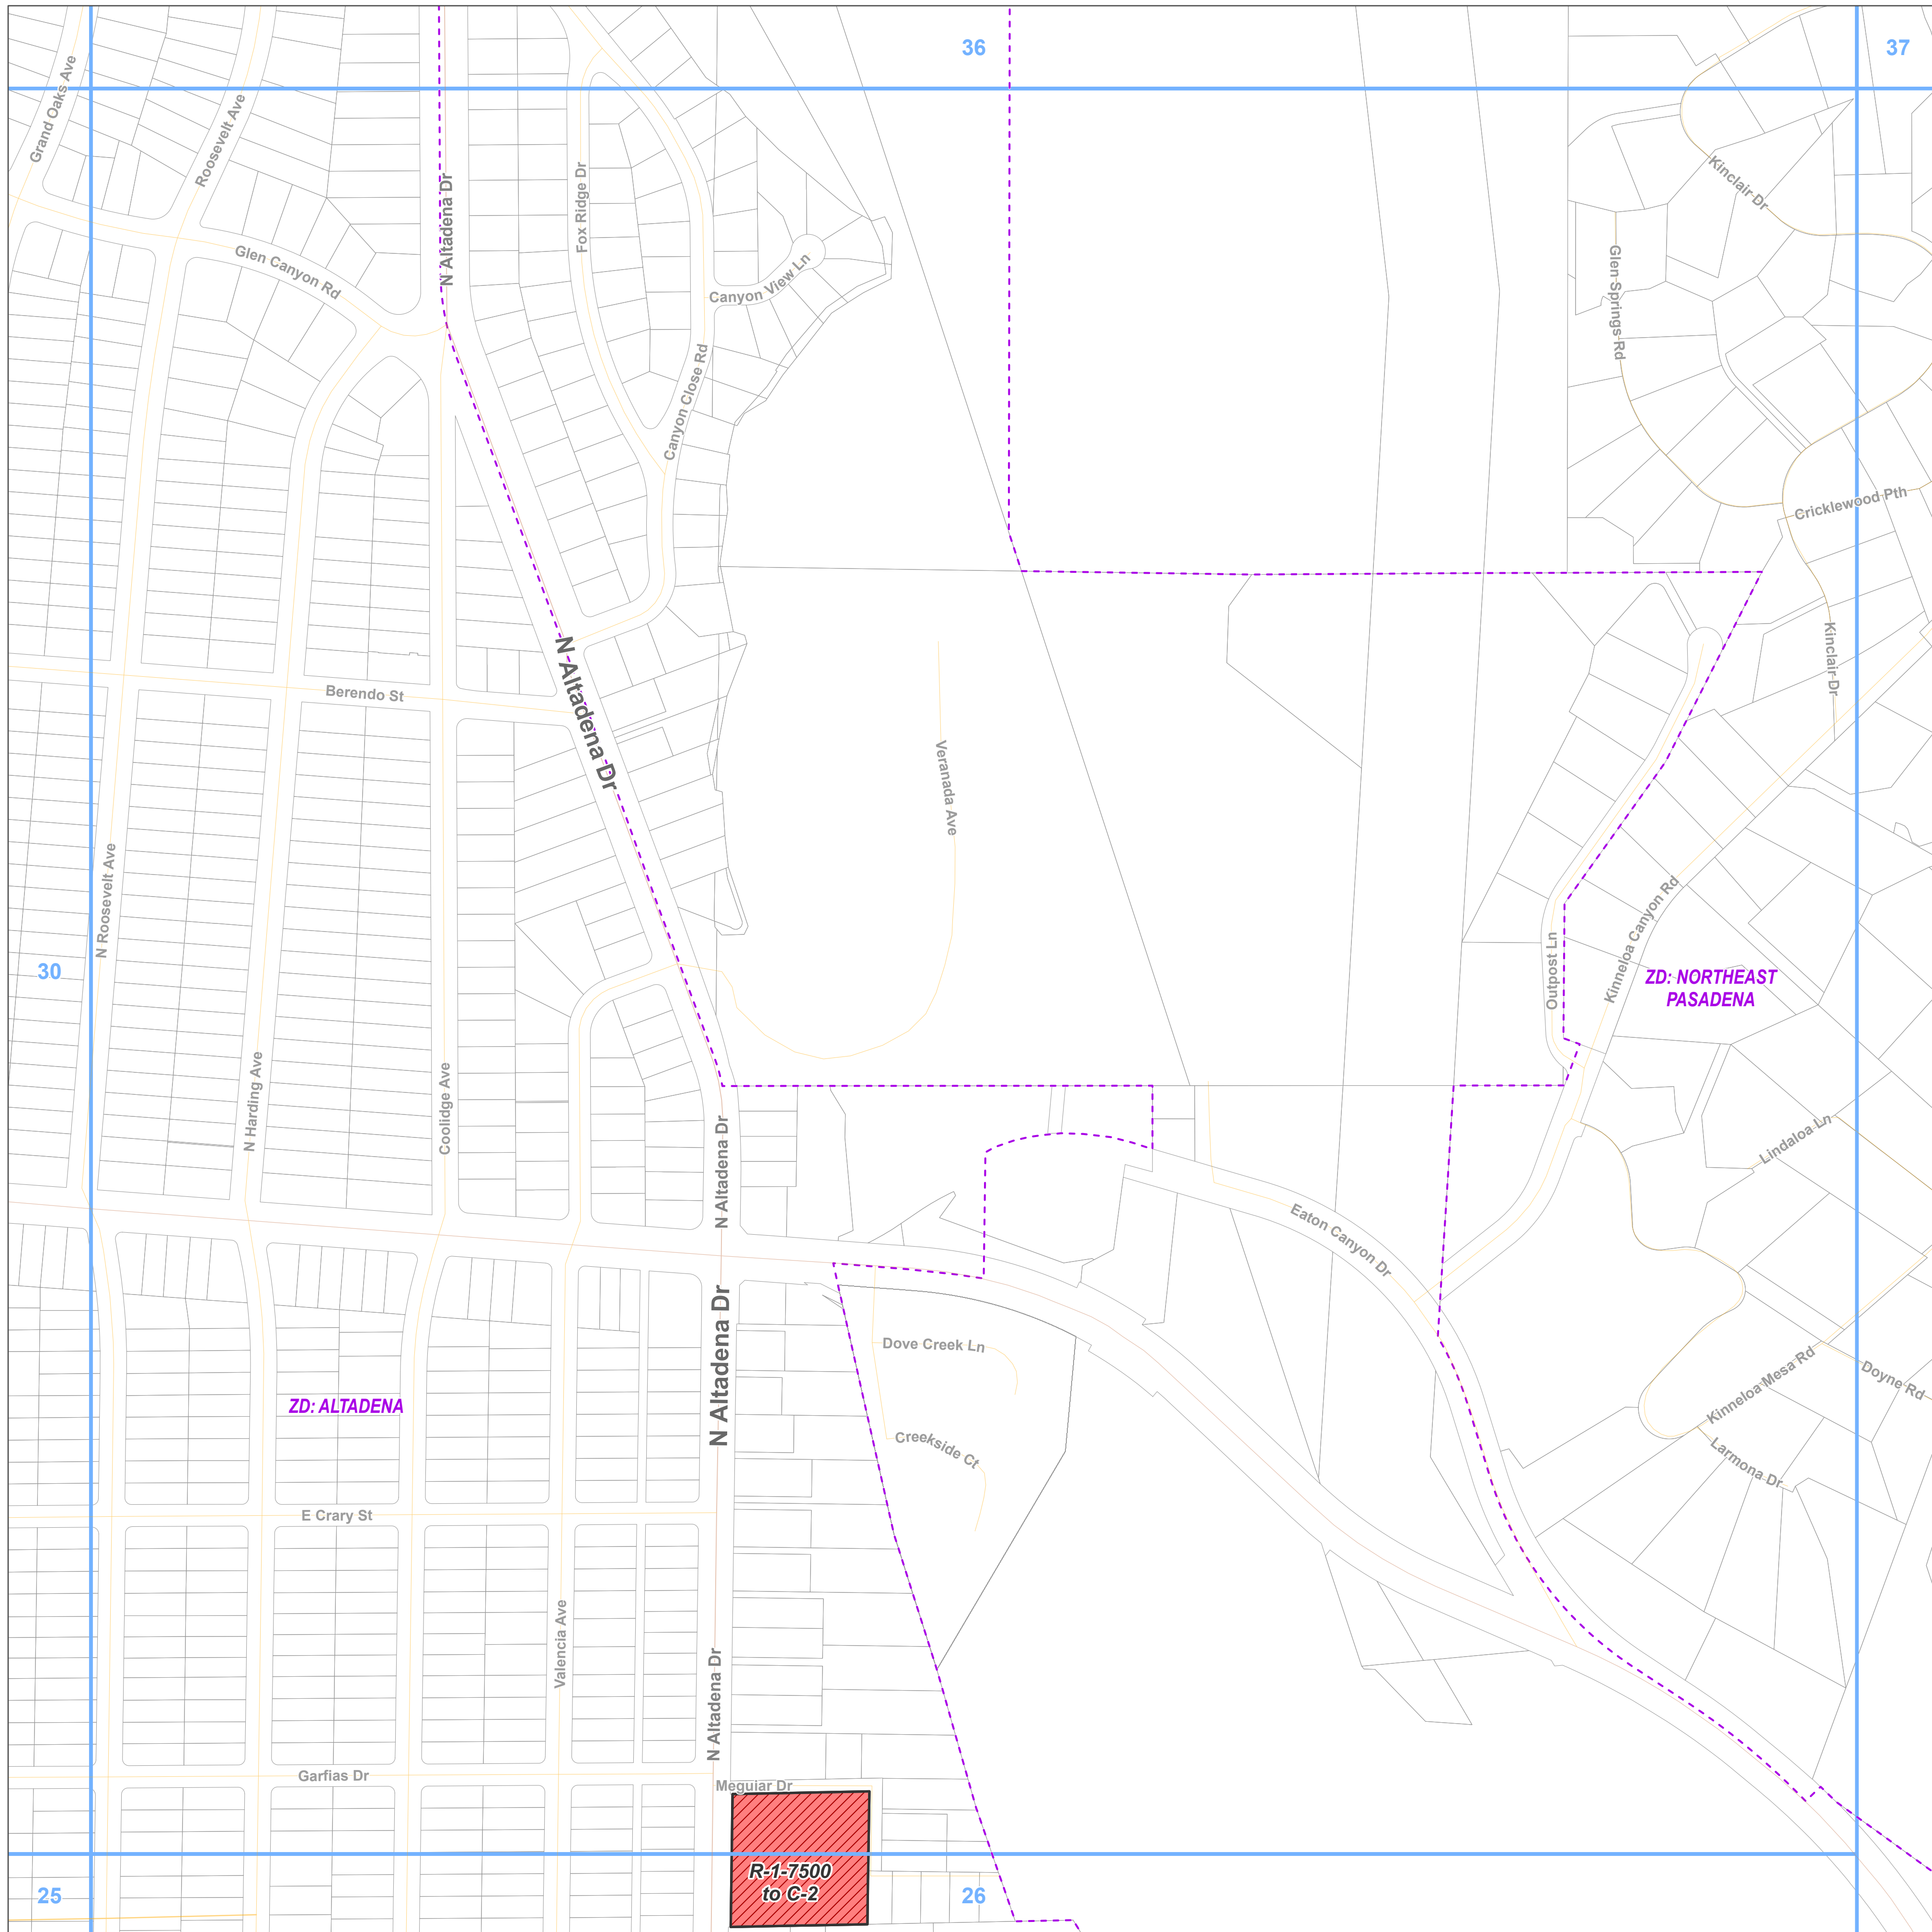 36
37
Grand Oaks Ave
Roosevelt Ave
N Altadena Dr
Fox Ridge Dr
Kinclair Dr
Glen Canyon Rd
Canyon View Ln
Glen Springs Rd
Canyon Close Rd
Cricklewood Pth
Kinclair Dr
N Altadena Dr
Berendo St
Veranada Ave
N Roosevelt Ave
30
Outpost Ln
Kinneloa Canyon Rd
ZD: NORTHEAST
PASADENA
N Harding Ave
Coolidge Ave
N Altadena Dr
Lindaloa Ln
Eaton Canyon Dr
N Altadena Dr
Dove Creek Ln
Kinneloa Mesa Rd
Doyne Rd
ZD: ALTADENA
Creekside Ct
Larmona Dr
E Crary St
Valencia Ave
N Altadena Dr
Garfias Dr
Meguiar Dr
R-1-7500
to C-2
25
26